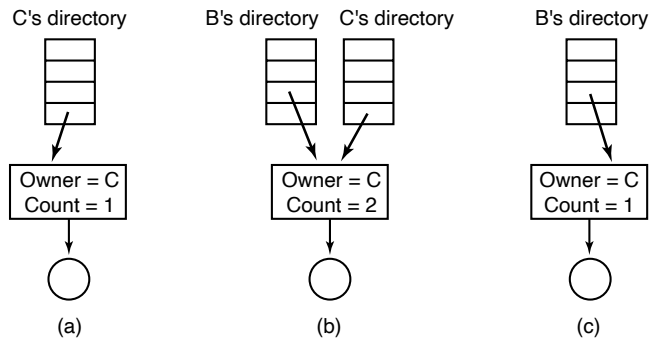 C's directory
B's directory
C's directory
B's directory
Owner = C
Count = 1
Owner = C
Count = 2
Owner = C
Count = 1
(a)
(b)
(c)